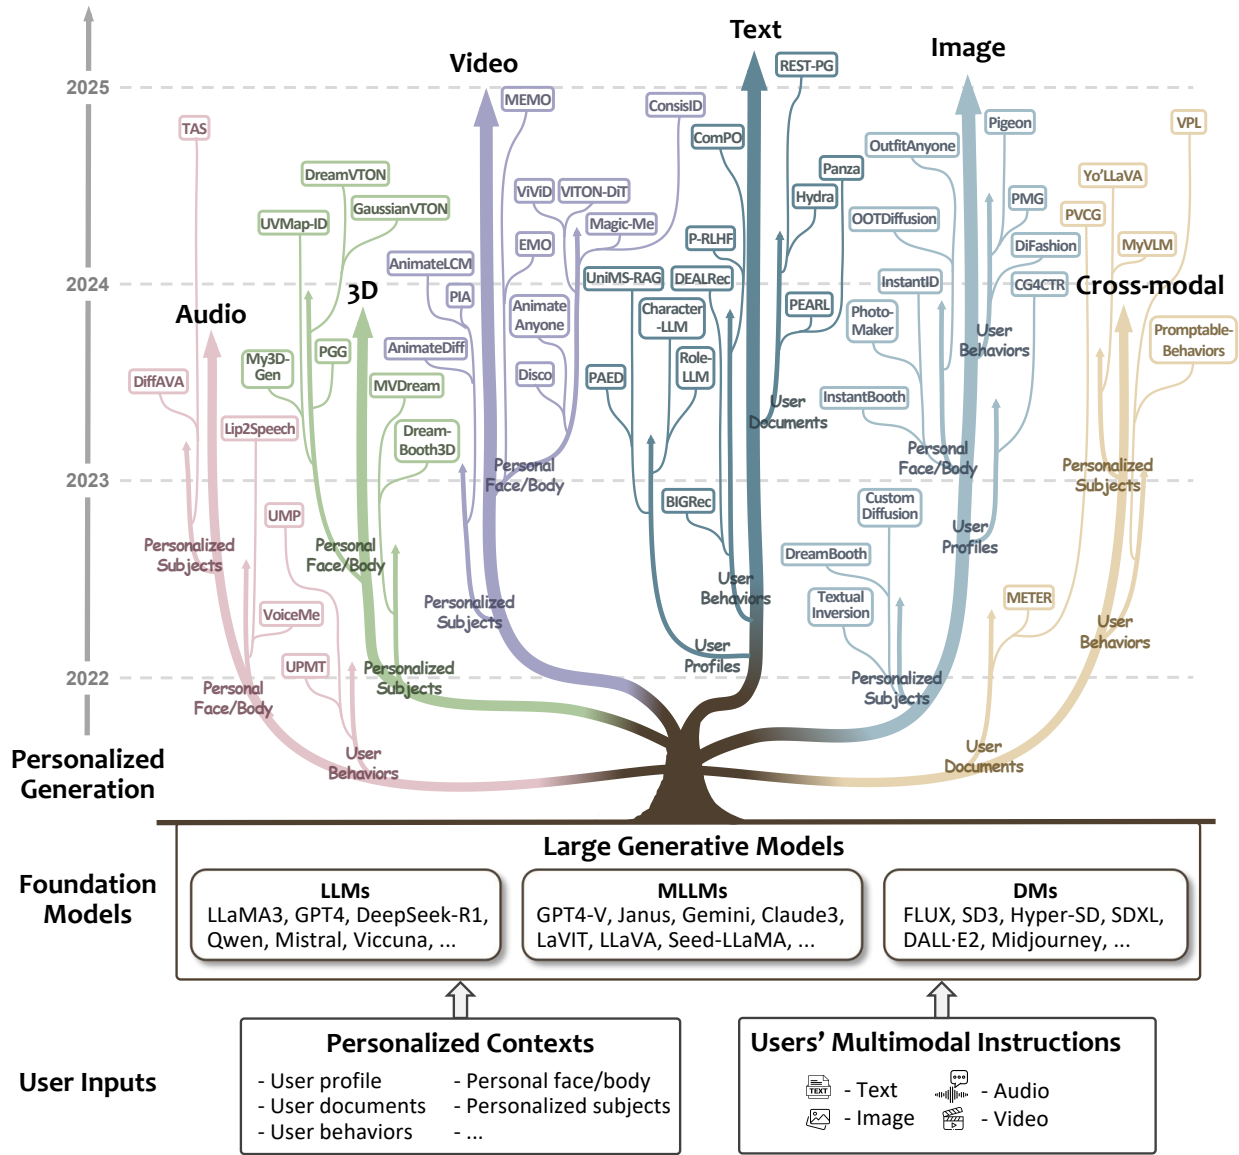 Text
Image
Video
REST-PG
2025
MEMO
ConsisID
Pigeon
VPL
TAS
ComPO
OutfitAnyone
DreamVTON
Panza
Yo'LLaVA
ViViD
VITON-DiT
Hydra
PMG
GaussianVTON
UVMap-ID
Magic-Me
OOTDiffusion
PVCG
P-RLHF
EMO
DiFashion
MyVLM
AnimateLCM
2024
3D
UniMS-RAG
DEALRec
InstantID
CG4CTR
Cross-modal
PIA
Audio
Animate
Anyone
Character
-LLM
PEARL
Photo-
Maker
User
Behaviors
Promptable-
Behaviors
AnimateDiff
PGG
My3D-
Gen
Role-
LLM
DiffAVA
MVDream
Disco
PAED
InstantBooth
User
Documents
Lip2Speech
Dream-
Booth3D
Personal
Face/Body
Personal
Face/Body
Personalized
Subjects
2023
UMP
BIGRec
Custom
Diffusion
User
Profiles
Personalized
Subjects
Personal
Face/Body
DreamBooth
User
Behaviors
Personalized
Subjects
Textual
Inversion
METER
VoiceMe
User
Behaviors
User
Profiles
UPMT
2022
Personalized
Subjects
Personalized
Subjects
Personal
Face/Body
User
Behaviors
User
Documents
Personalized
Generation
Large Generative Models
Foundation
Models
LLMs
LLaMA3, GPT4, DeepSeek-R1,
Qwen, Mistral, Viccuna, ...
MLLMs
GPT4-V, Janus, Gemini, Claude3,
LaVIT, LLaVA, Seed-LLaMA, ...
DMs
FLUX, SD3, Hyper-SD, SDXL,
DALL·E2, Midjourney, ...
User Inputs
Personalized Contexts
- User profile
- User documents
- User behaviors
- Personal face/body
- Personalized subjects
- ...
Users' Multimodal Instructions
TEXT
- Text
- Audio
- Image
- Video